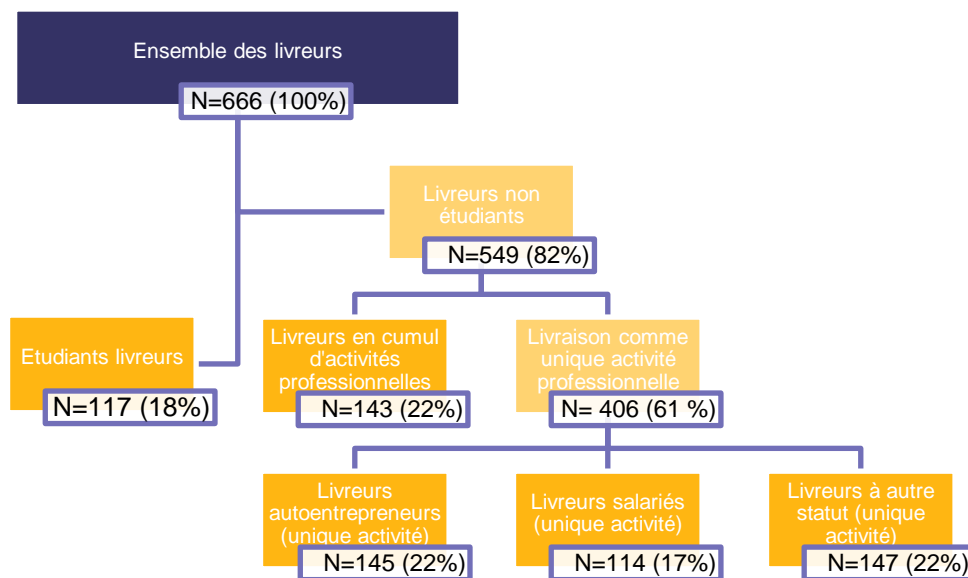 Ensemble des livreurs
N=666 (100%)
Livreurs non
étudiants
N=549 (82%)
Etudiants livreurs
N=117 (18%)
Livreurs en cumul
d'activités
professionnelles
N=143 (22%)
Livraison comme
unique activité
professionnelle
N= 406 (61 %)
Livreurs
autoentrepreneurs
(unique activité)
N=145 (22%)
Livreurs salariés
(unique activité)
N=114 (17%)
Livreurs à autre
statut (unique
activité)
N=147 (22%)